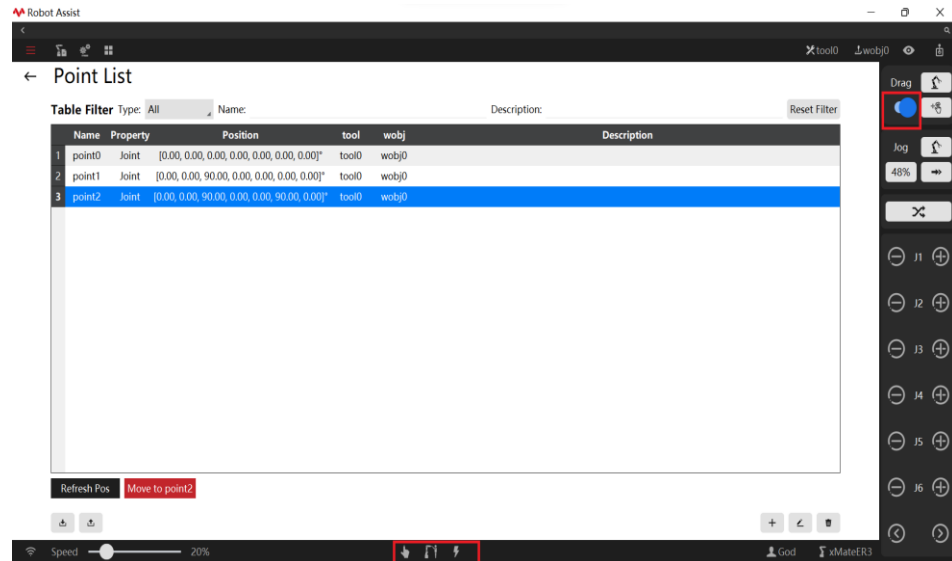 Robot Assist
tool0 wobj0
Point List
Table Filter Type: All Name: Description: Reset Filter
Name Property Position tool wobj Description
1 point0 Joint [0.00, 0.00, 0.00, 0.00, 0.00, 0.00, 0.00]° tool0 wobj0
2 point1 Joint [0.00, 0.00, 90.00, 0.00, 0.00, 0.00, 0.00]° tool0 wobj0
3 point2 Joint [0.00, 0.00, 90.00, 0.00, 0.00, 90.00, 0.00]° tool0 wobj0
Refresh Pos Move to point2
Drag
Jog
48%
J1
J2
J3
J4
J5
J6
Speed 20% God xMateER3